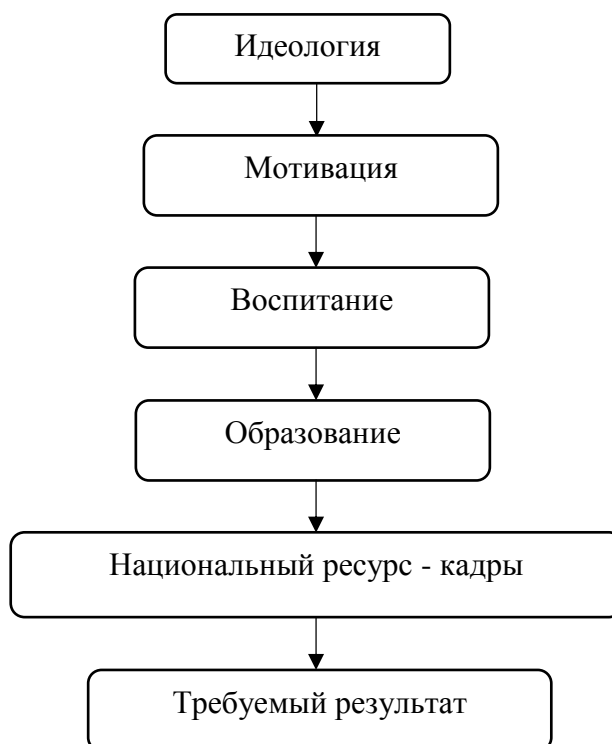 Идеология
Мотивация
Воспитание
Образование
Национальный ресурс - кадры
Требуемый результат